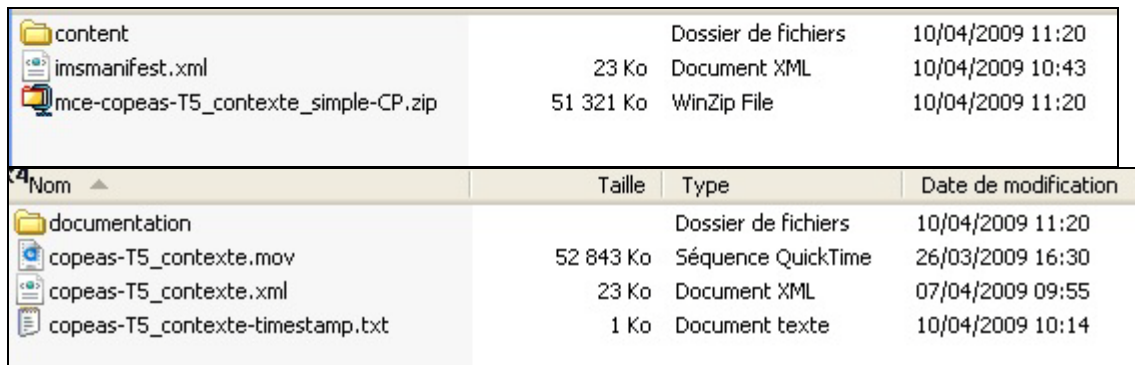 content Dossier de fichiers 10/04/2009 11:20
imsmanifest.xml 23 Ko Document XML 10/04/2009 10:43
mce-copeas-T5_contexte_simple-CP.zip 51 321 Ko WinZip File 10/04/2009 11:20
Nom Taille Type Date de modification
documentation Dossier de fichiers 10/04/2009 11:20
copeas-T5_contexte.mov 52 843 Ko Séquence QuickTime 26/03/2009 16:30
copeas-T5_contexte.xml 23 Ko Document XML 07/04/2009 09:55
copeas-T5_contexte-timestamp.txt 1 Ko Document texte 10/04/2009 10:14